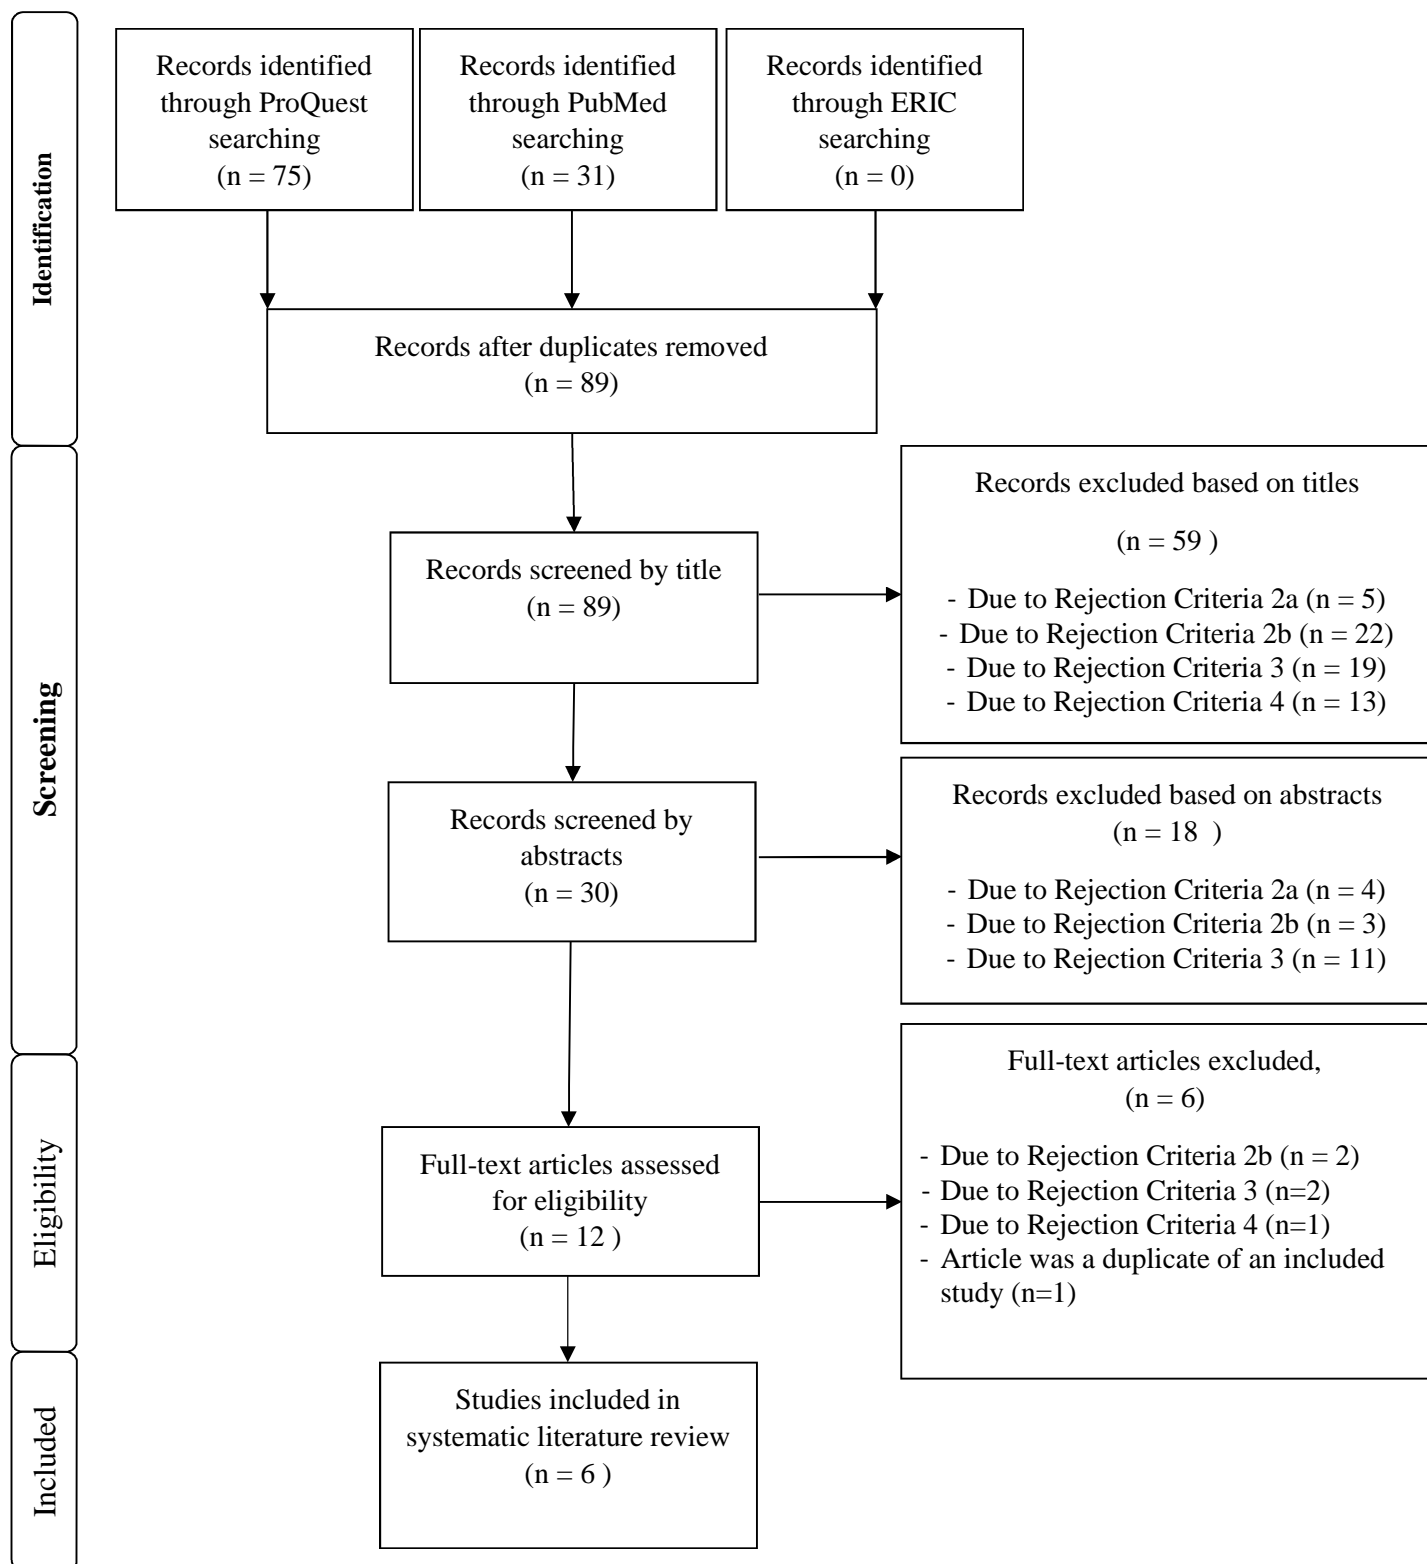 Identification
Records identified
through ProQuest
searching
(n = 75)
Records identified
through PubMed
searching
(n = 31)
Records identified
through ERIC
searching
(n = 0)
Records after duplicates removed
(n = 89)
Screening
Records screened by title
(n = 89)
Records excluded based on titles
(n = 59 )
- Due to Rejection Criteria 2a (n = 5)
- Due to Rejection Criteria 2b (n = 22)
- Due to Rejection Criteria 3 (n = 19)
- Due to Rejection Criteria 4 (n = 13)
Records screened by
abstracts
(n = 30)
Records excluded based on abstracts
(n = 18 )
- Due to Rejection Criteria 2a (n = 4)
- Due to Rejection Criteria 2b (n = 3)
- Due to Rejection Criteria 3 (n = 11)
Eligibility
Full-text articles assessed
for eligibility
(n = 12 )
Full-text articles excluded,
(n = 6)
- Due to Rejection Criteria 2b (n = 2)
- Due to Rejection Criteria 3 (n=2)
- Due to Rejection Criteria 4 (n=1)
- Article was a duplicate of an included
study (n=1)
Included
Studies included in
systematic literature review
(n = 6 )